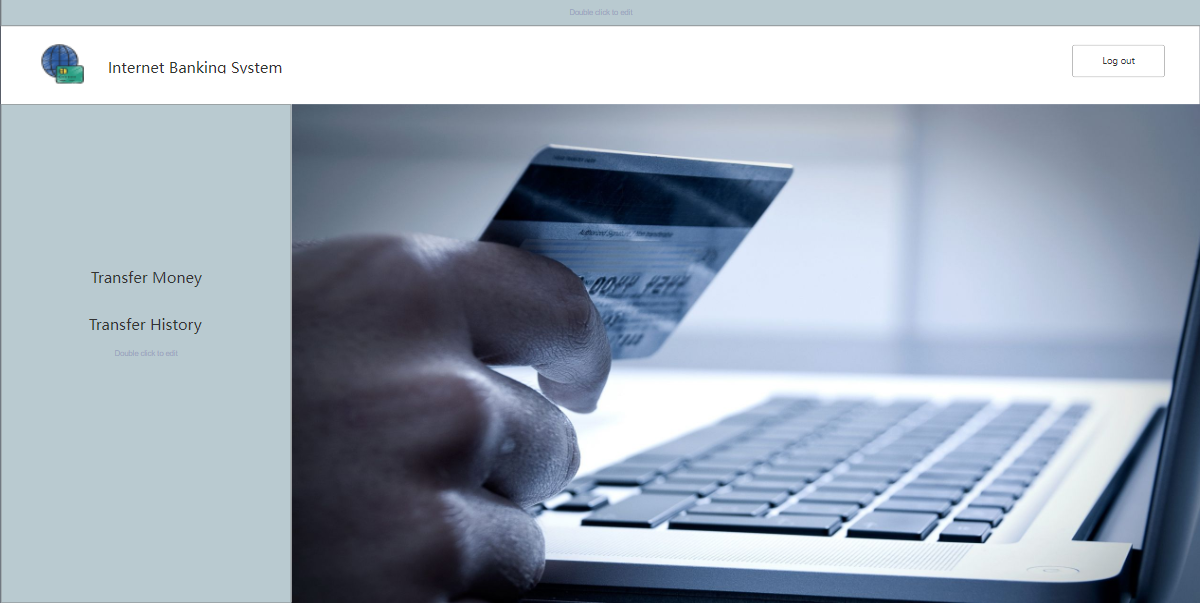 Double click to edit
Internet Banking System
Log out
Transfer Money
Transfer History
Double click to edit